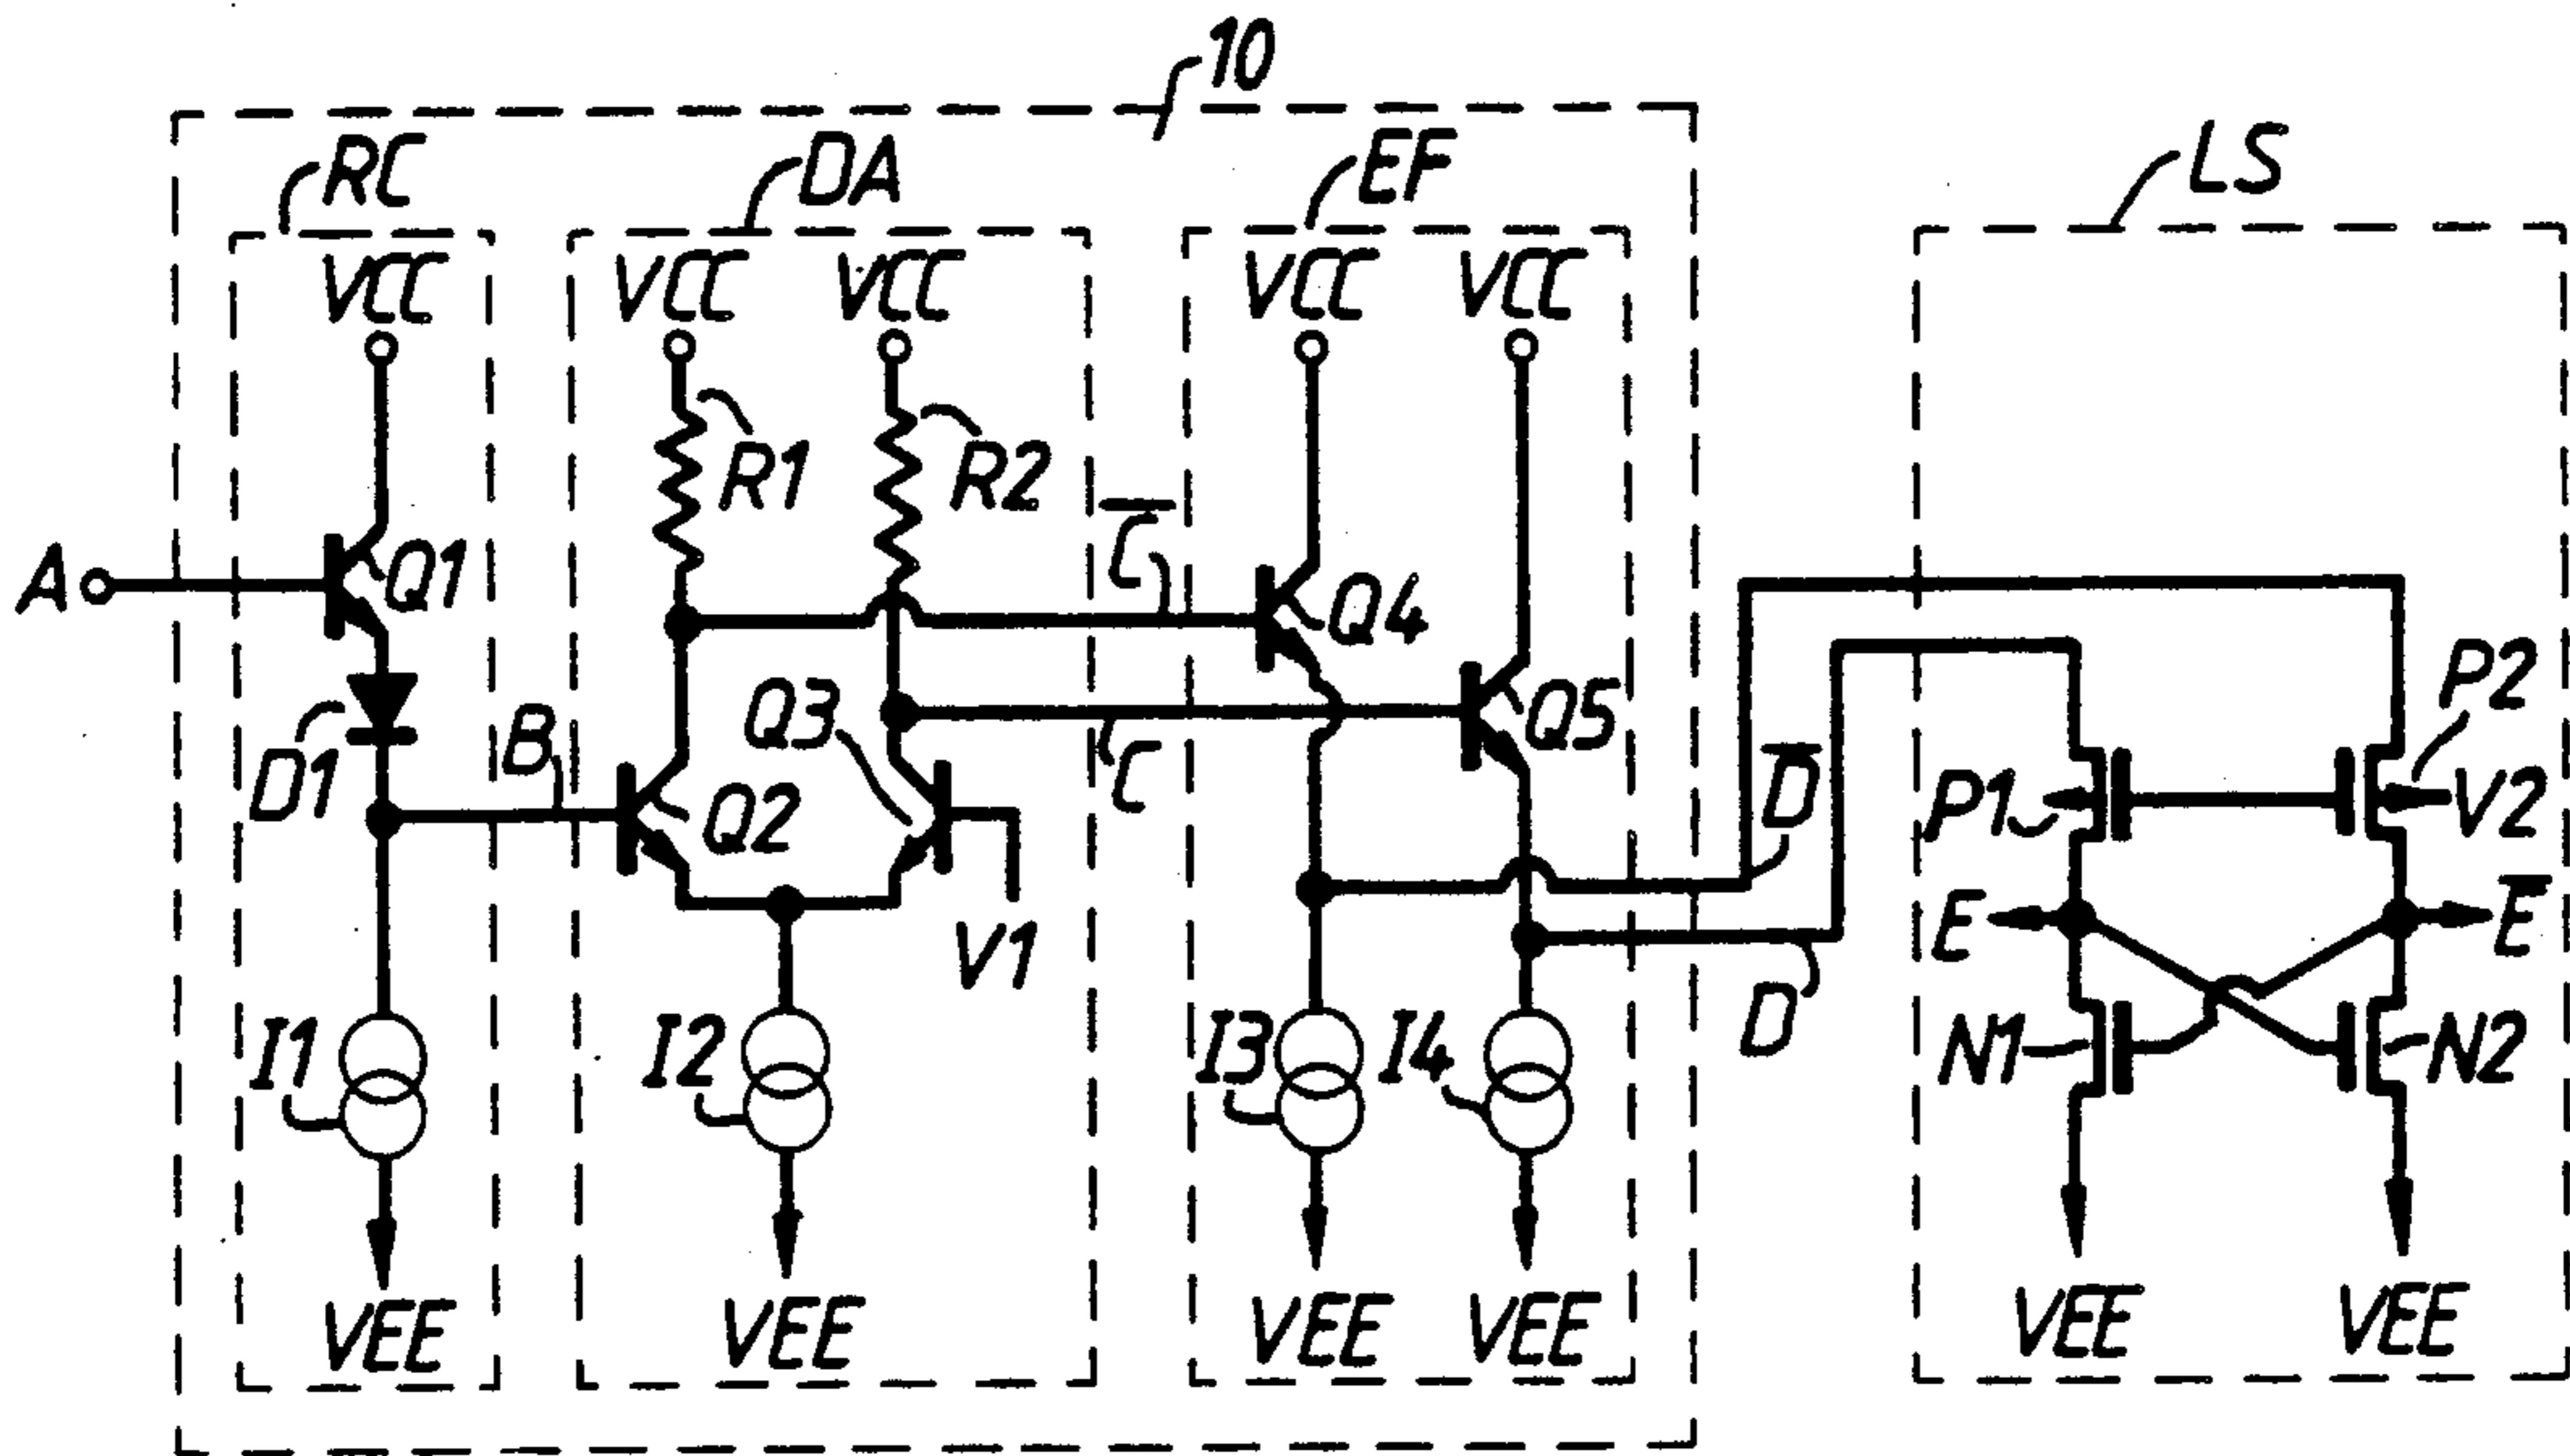 10
RC
DA
EF
LS
VCC
VCC
VCC
VCC
VCC
R1
R2
C̅
A
Q1
Q4
P2
Q3
Q5
D1
B
Q2
C
D̅
P1
V2
V1
E
E̅
D
I1
I2
I3
I4
N1
N2
VEE
VEE
VEE
VEE
VEE
VEE